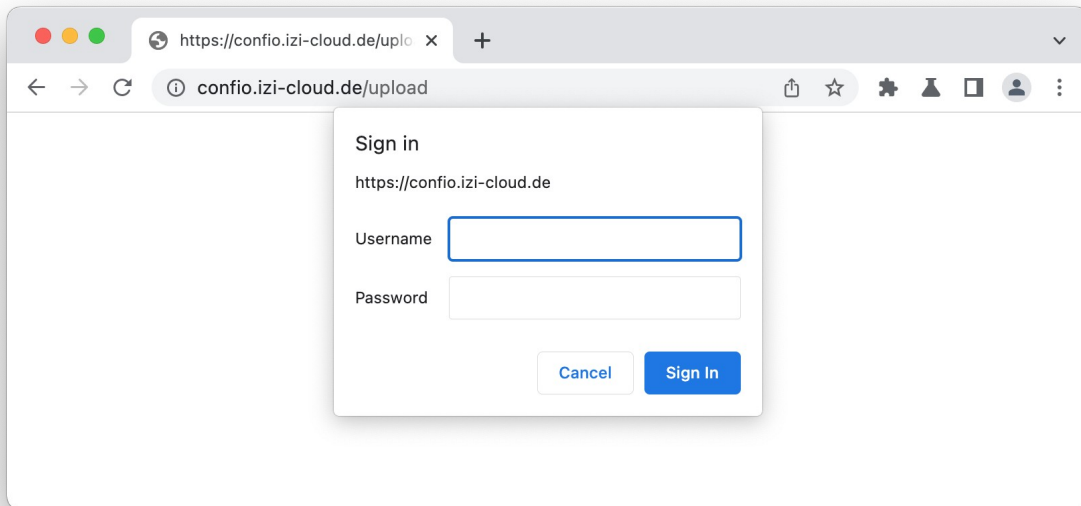 https://confio.izi-cloud.de/uplo
confio.izi-cloud.de/upload
Sign in
https://confio.izi-cloud.de
Username
Password
Cancel Sign In